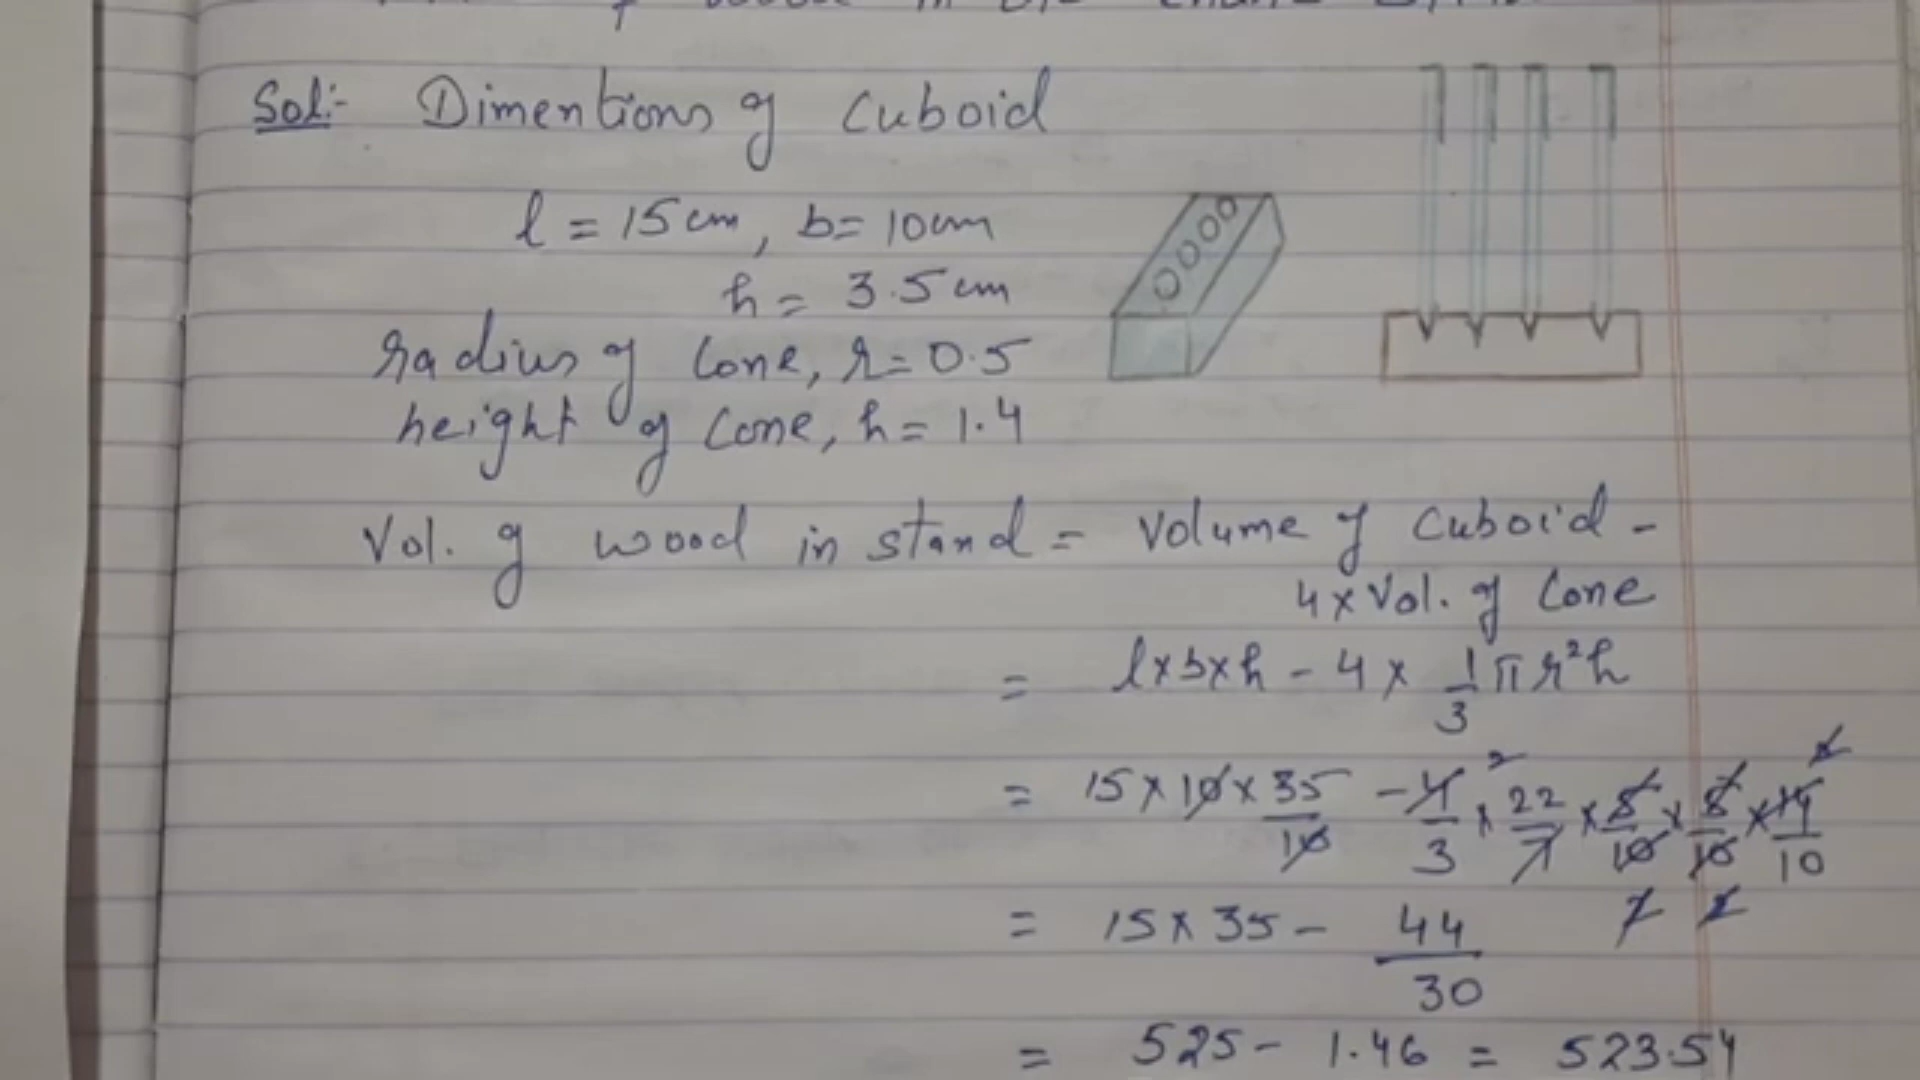 Sol:- Dimentions of Cuboid
l = 15 cm, b = 10 cm
h = 3.5 cm
radius of Cone, r = 0.5
height of Cone, h = 1.4
Vol. of wood in stand = Volume of Cuboid -
4 x Vol. of Cone
= l x b x h - 4 x 1/3 π r² h
= 15 x 10 x 35/10 - 4/3 x 22/7 x 5/10 x 5/10 x 14/10
= 15 x 35 - 44/30
= 525 - 1.46 = 523.54